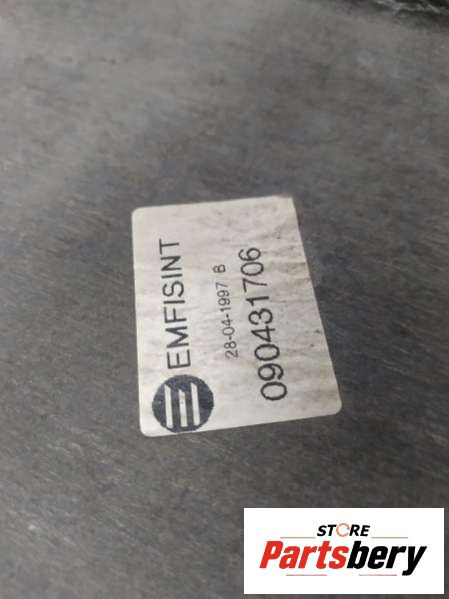 EMFISINT
28-04-1997 B
090431706
STORE
Partsbery